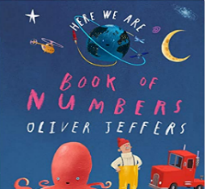 HERE WE ARE
BOOK OF
NUMBERS
OLIVER JEFFERS